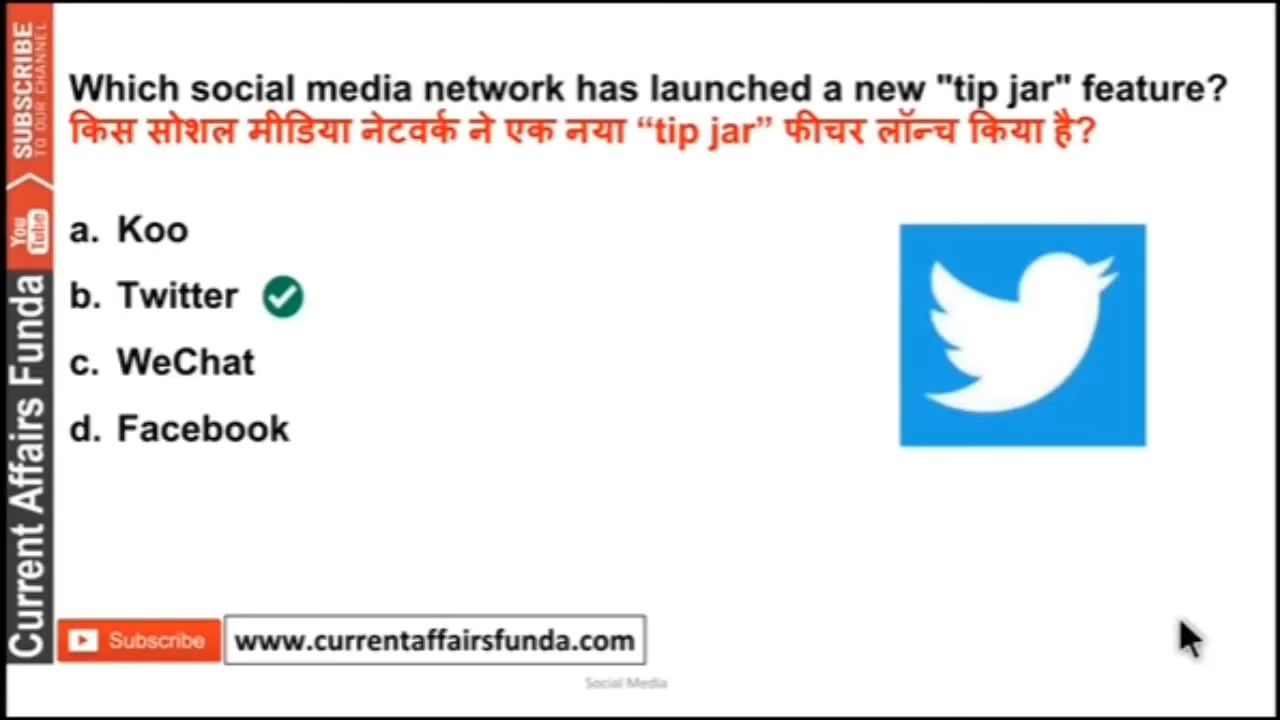 SUBSCRIBE
TO OUR CHANNEL
You Tube
Current Affairs Funda
Which social media network has launched a new "tip jar" feature?
किस सोशल मीडिया नेटवर्क ने एक नया “tip jar” फीचर लॉन्च किया है?
a. Koo
b. Twitter
c. WeChat
d. Facebook
Subscribe
www.currentaffairsfunda.com
Social Media